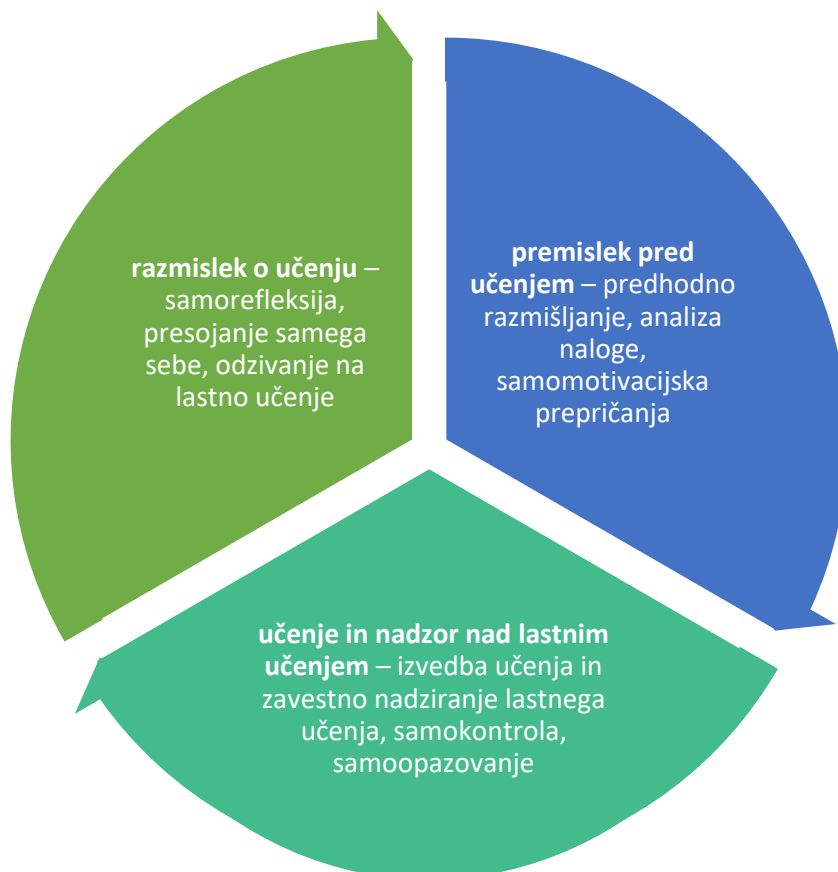 razmislek o učenju –
samorefleksija,
presojanje samega
sebe, odzivanje na
lastno učenje
premislek pred
učenjem – predhodno
razmišljanje, analiza
naloge,
samomotivacijska
prepričanja
učenje in nadzor nad lastnim
učenjem – izvedba učenja in
zavestno nadziranje lastnega
učenja, samokontrola,
samoopazovanje